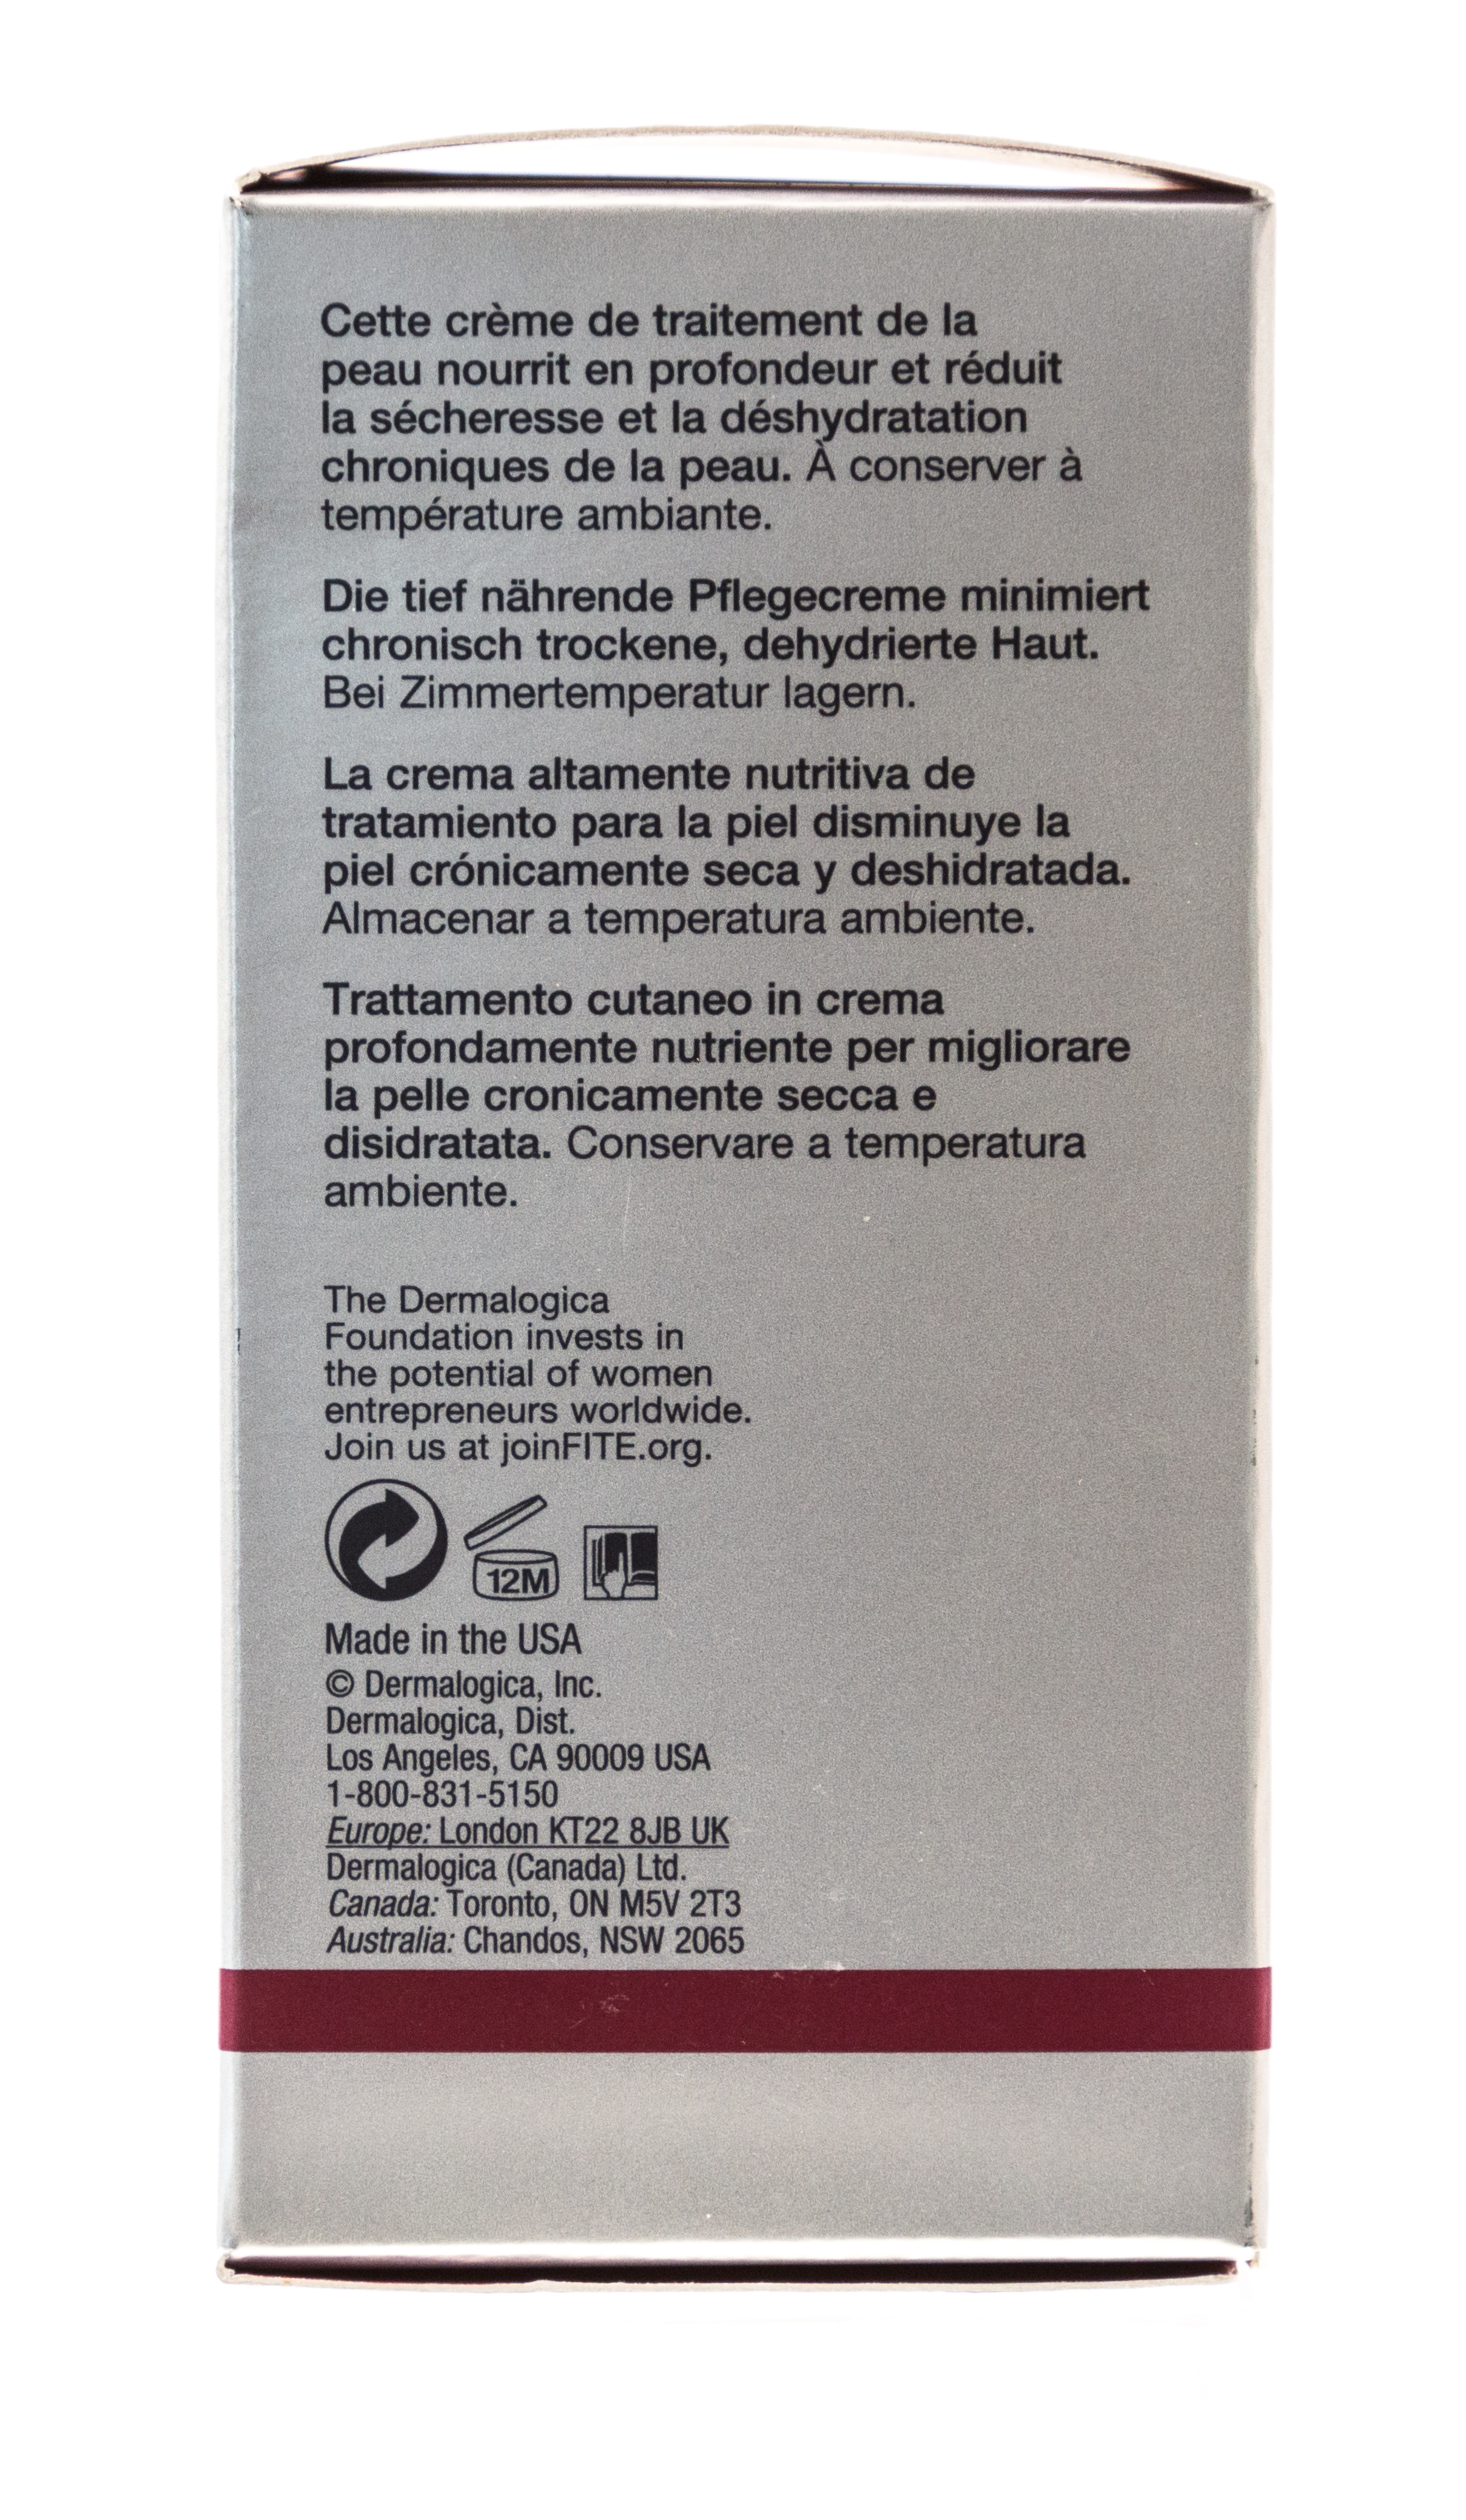 Cette crème de traitement de la
peau nourrit en profondeur et réduit
la sécheresse et la déshydratation
chroniques de la peau. À conserver à
température ambiante.
Die tief nährende Pflegecreme minimiert
chronisch trockene, dehydrierte Haut.
Bei Zimmertemperatur lagern.
La crema altamente nutritiva de
tratamiento para la piel disminuye la
piel crónicamente seca y deshidratada.
Almacenar a temperatura ambiente.
Trattamento cutaneo in crema
profondamente nutriente per migliorare
la pelle cronicamente secca e
disidratata. Conservare a temperatura
ambiente.
The Dermalogica
Foundation invests in
the potential of women
entrepreneurs worldwide.
Join us at joinFITE.org.
12M
Made in the USA
© Dermalogica, Inc.
Dermalogica, Dist.
Los Angeles, CA 90009 USA
1-800-831-5150
Europe: London KT22 8JB UK
Dermalogica (Canada) Ltd.
Canada: Toronto, ON M5V 2T3
Australia: Chandos, NSW 2065